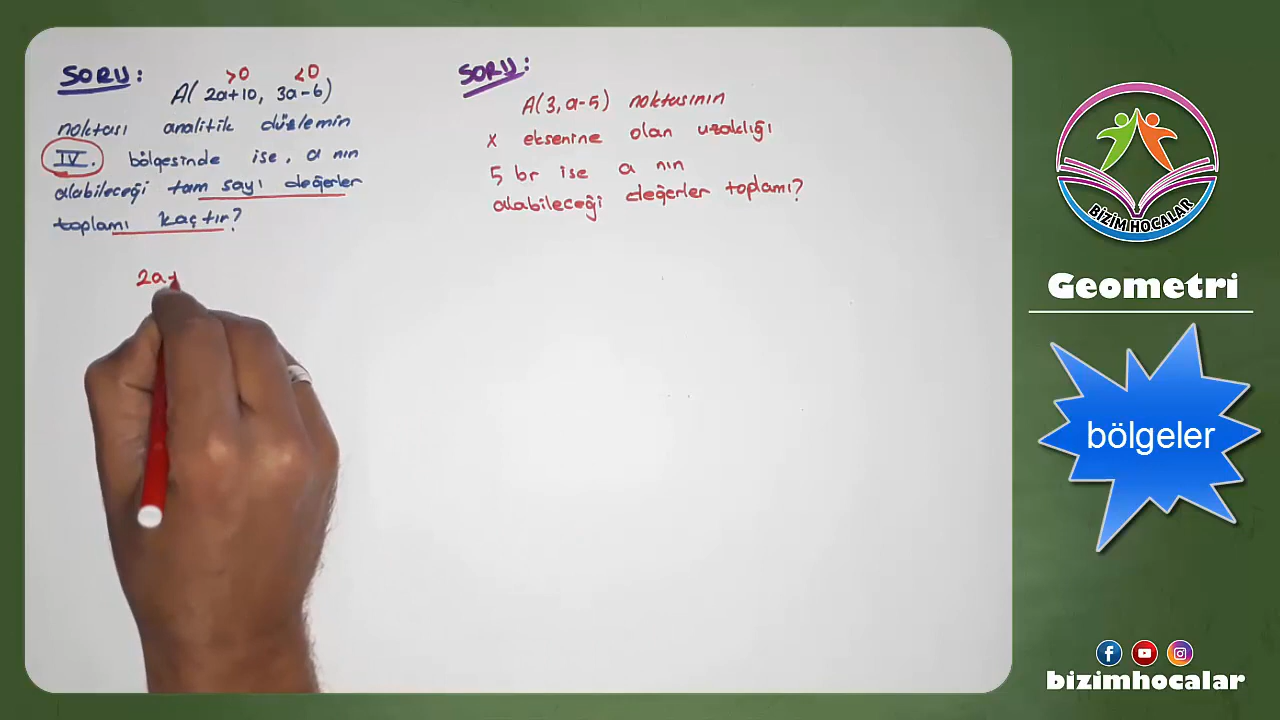 SORU:
>0 <0
A( 2a+10, 3a-6)
noktası analitik düzlemin
IV. bölgesinde ise, a nın
alabileceği tam sayı değerler
toplamı kaçtır?
2a+
SORU:
A(3, a-5) noktasının
x eksenine olan uzaklığı
5 br ise a nın
alabileceği değerler toplamı?
BİZİM HOCALAR
Geometri
bölgeler
bizimhocalar